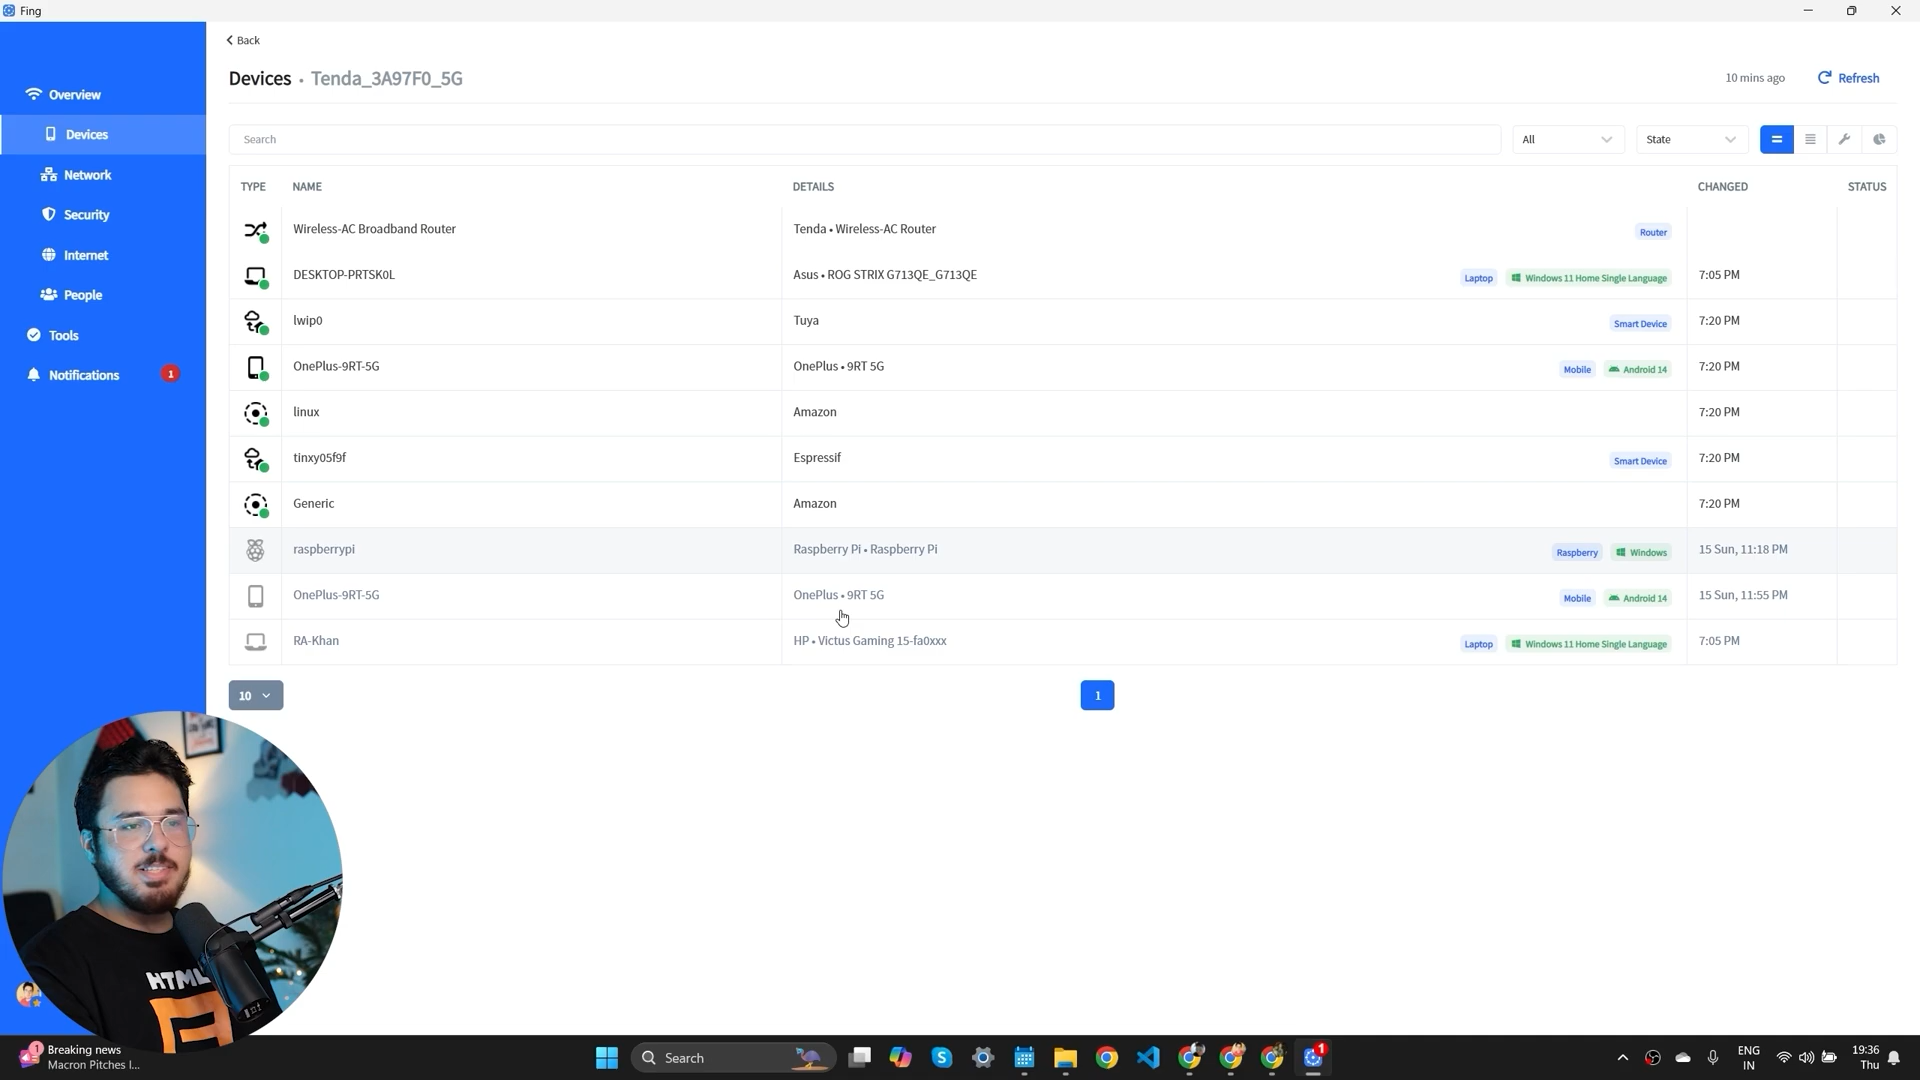 Fing
Back
Devices • Tenda_3A97F0_5G
10 mins ago
Refresh
Overview
Devices
Network
Security
Internet
People
Tools
Notifications 1
Search
All
State
TYPE NAME DETAILS CHANGED STATUS
Wireless-AC Broadband Router Tenda • Wireless-AC Router Router
DESKTOP-PRTSK0L Asus • ROG STRIX G713QE_G713QE Laptop Windows 11 Home Single Language 7:05 PM
lwip0 Tuya Smart Device 7:20 PM
OnePlus-9RT-5G OnePlus • 9RT 5G Mobile Android 14 7:20 PM
linux Amazon 7:20 PM
tinxy05f9f Espressif Smart Device 7:20 PM
Generic Amazon 7:20 PM
raspberrypi Raspberry Pi • Raspberry Pi Raspberry Windows 15 Sun, 11:18 PM
OnePlus-9RT-5G OnePlus • 9RT 5G Mobile Android 14 15 Sun, 11:55 PM
RA-Khan HP • Victus Gaming 15-fa0xxx Laptop Windows 11 Home Single Language 7:05 PM
10
1
HTML
1
Breaking news
Macron Pitches I...
Search
1
ENG
IN
19:36
Thu